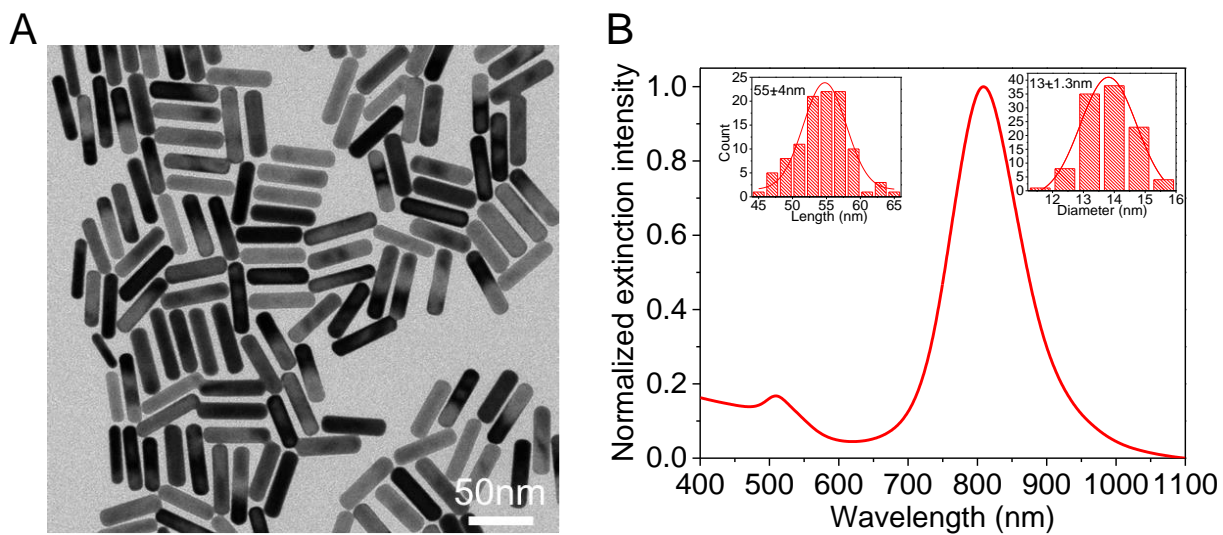 A
50nm
B
Normalized extinction intensity
1.0
0.8
0.6
0.4
0.2
0.0
400 500 600 700 800 900 1000 1100
Wavelength (nm)
55±4nm
Count
25
20
15
10
5
0
45 50 55 60 65
Length (nm)
13±1.3nm
40
35
30
25
20
15
10
5
0
12 13 14 15 16
Diameter (nm)